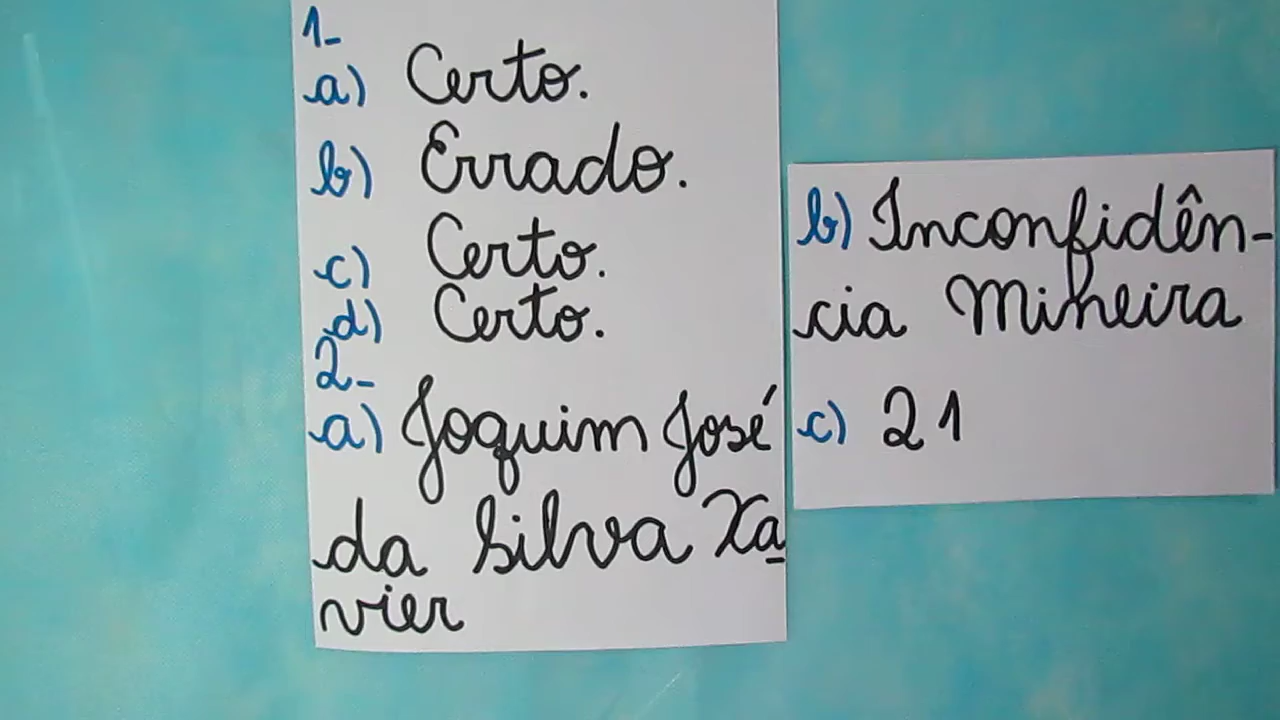 1-
a) Certo.
b) Errado.
c) Certo.
d) Certo.
2-
a) Joquim José
da Silva Xa
vier
b) Inconfidên-
cia Mineira
c) 21